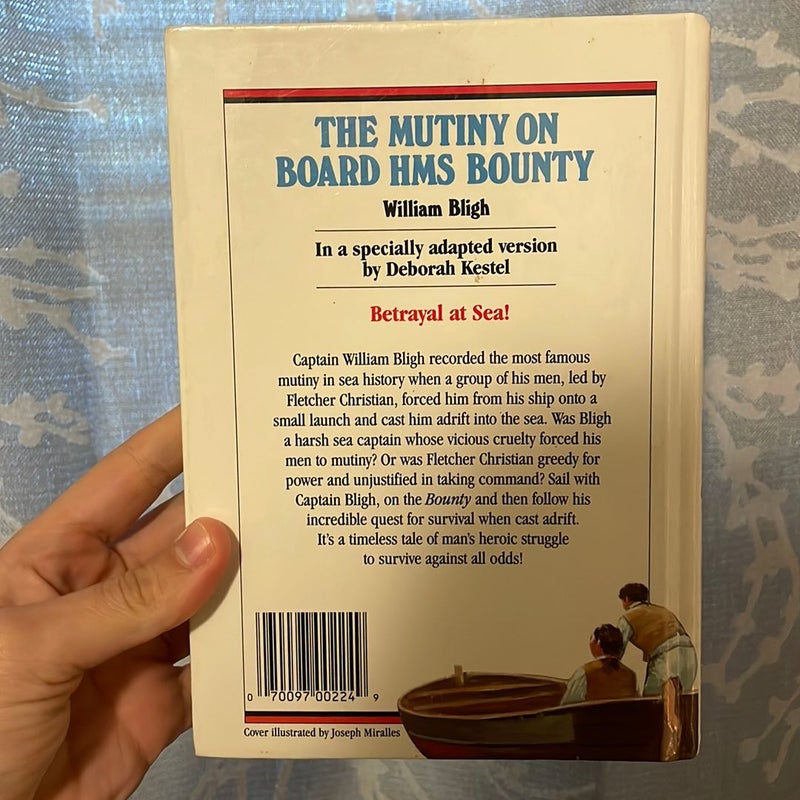 THE MUTINY ON
BOARD HMS BOUNTY
William Bligh
In a specially adapted version
by Deborah Kestel
Betrayal at Sea!
Captain William Bligh recorded the most famous
mutiny in sea history when a group of his men, led by
Fletcher Christian, forced him from his ship onto a
small launch and cast him adrift into the sea. Was Bligh
a harsh sea captain whose vicious cruelty forced his
men to mutiny? Or was Fletcher Christian greedy for
power and unjustified in taking command? Sail with
Captain Bligh, on the Bounty and then follow his
incredible quest for survival when cast adrift.
It's a timeless tale of man's heroic struggle
to survive against all odds!
0 70097 00224 9
Cover illustrated by Joseph Miralles